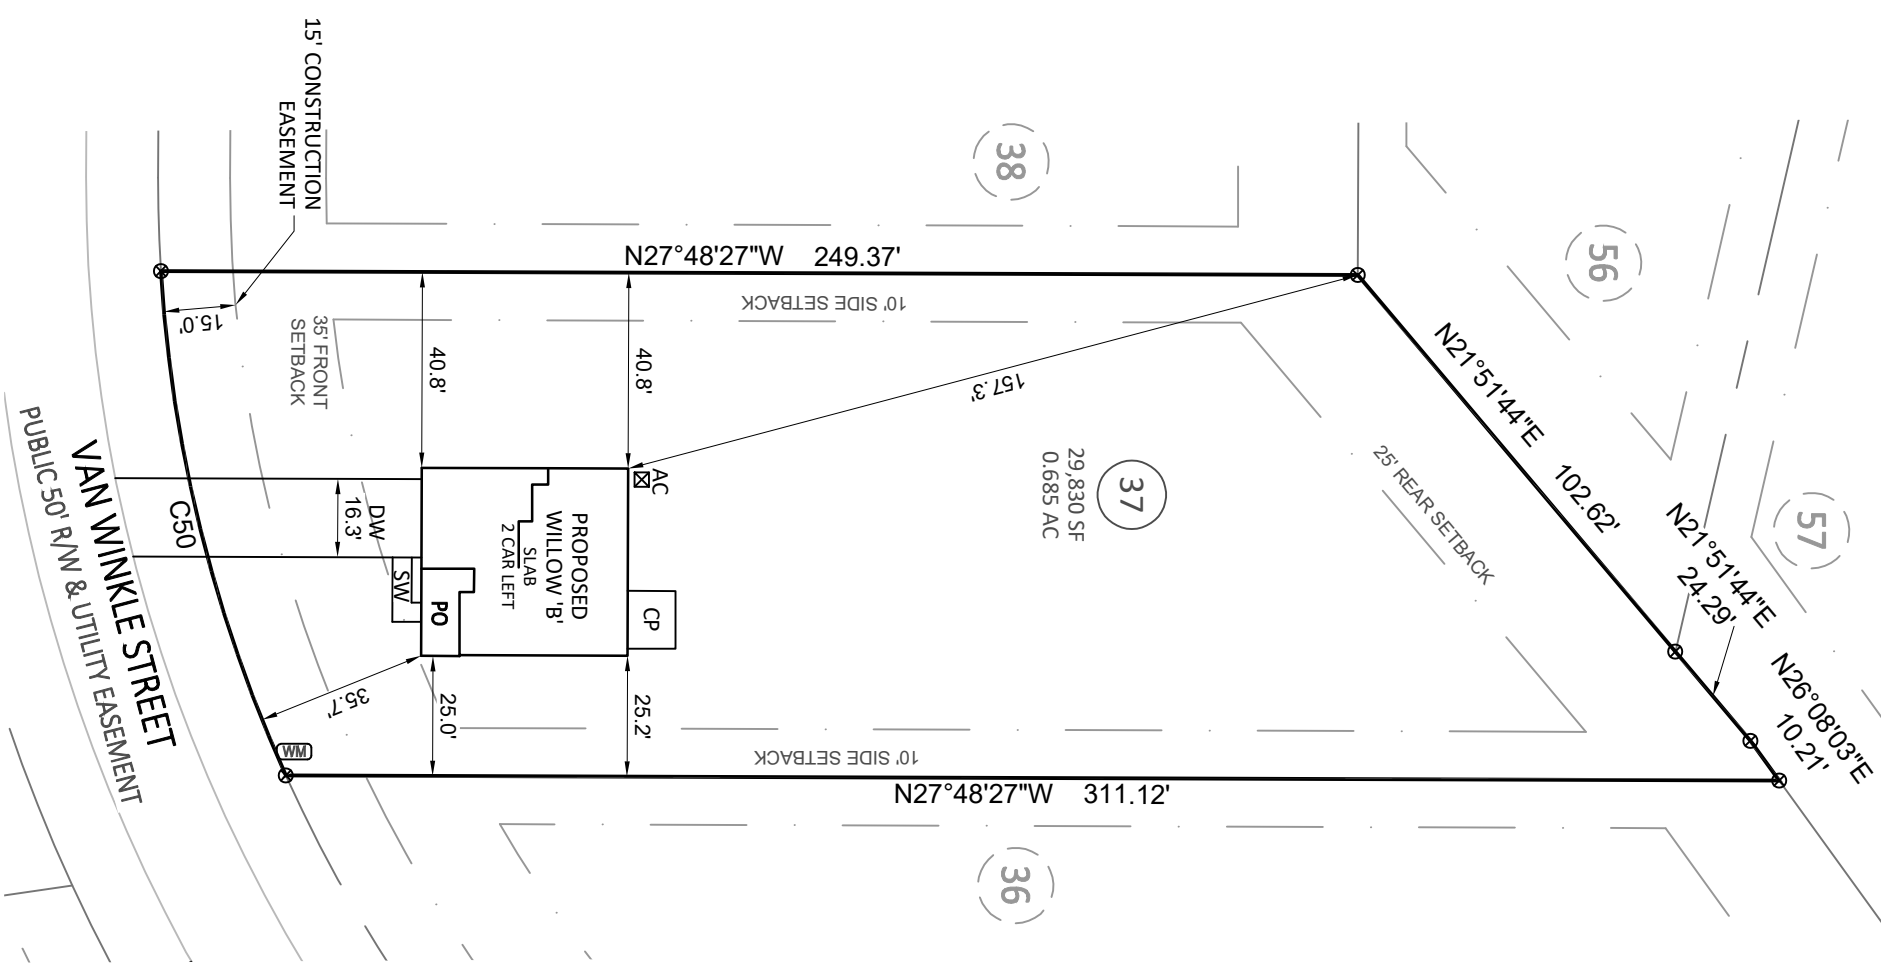 15' CONSTRUCTION
EASEMENT
38
56
57
N27°48'27"W 249.37'
10' SIDE SETBACK
15.0'
35' FRONT
SETBACK
40.8'
40.8'
157.3'
N21°51'44"E 102.62'
25' REAR SETBACK
N21°51'44"E
24.29'
N26°08'03"E
10.21'
37
29,830 SF
0.685 AC
AC
PROPOSED
WILLOW 'B'
SLAB
2 CAR LEFT
CP
PO
SW
DW
16.3'
C50
VAN WINKLE STREET
PUBLIC 50' R/W & UTILITY EASEMENT
35.7'
25.0'
25.2'
WM
10' SIDE SETBACK
N27°48'27"W 311.12'
36